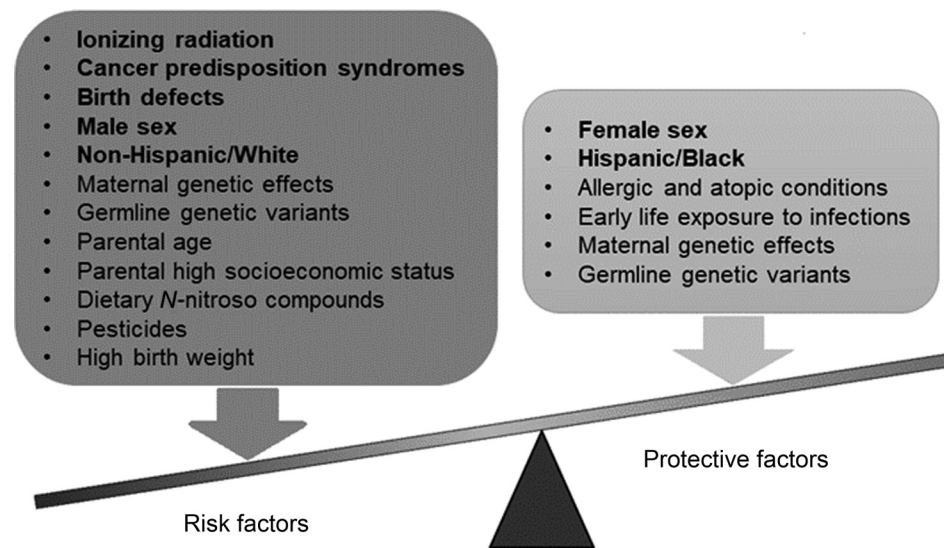 • Ionizing radiation
• Cancer predisposition syndromes
• Birth defects
• Male sex
• Non-Hispanic/White
• Maternal genetic effects
• Germline genetic variants
• Parental age
• Parental high socioeconomic status
• Dietary N-nitroso compounds
• Pesticides
• High birth weight
• Female sex
• Hispanic/Black
• Allergic and atopic conditions
• Early life exposure to infections
• Maternal genetic effects
• Germline genetic variants
Protective factors
Risk factors